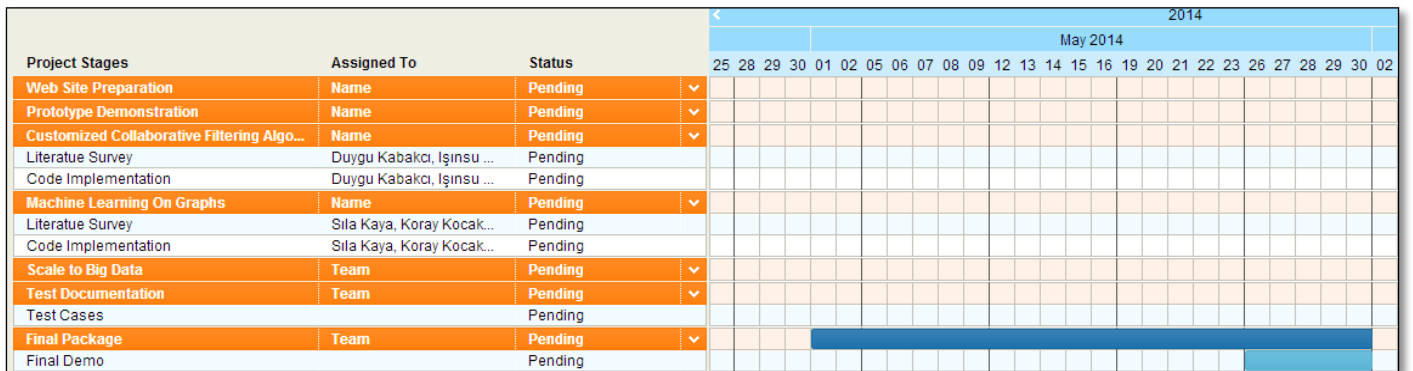 2014
May 2014
Project Stages Assigned To Status 25 28 29 30 01 02 05 06 07 08 09 12 13 14 15 16 19 20 21 22 23 26 27 28 29 30 02
Web Site Preparation Name Pending
Prototype Demonstration Name Pending
Customized Collaborative Filtering Algo... Name Pending
Literatue Survey Duygu Kabakcı, Işınsu ... Pending
Code Implementation Duygu Kabakcı, Işınsu ... Pending
Machine Learning On Graphs Name Pending
Literatue Survey Sıla Kaya, Koray Kocak... Pending
Code Implementation Sıla Kaya, Koray Kocak... Pending
Scale to Big Data Team Pending
Test Documentation Team Pending
Test Cases Pending
Final Package Team Pending
Final Demo Pending